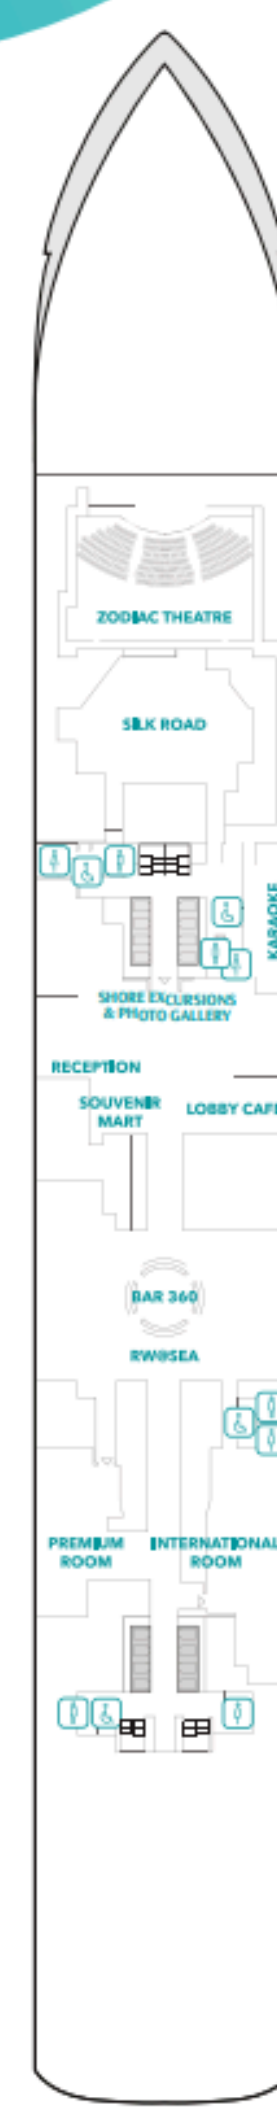 ZODIAC THEATRE
SILK ROAD
KARAOKE
SHORE EXCURSIONS
& PHOTO GALLERY
RECEPTION
SOUVENIR
MART
LOBBY CAF
BAR 360
RW@SEA
PREMIUM
ROOM
INTERNATIONAL
ROOM